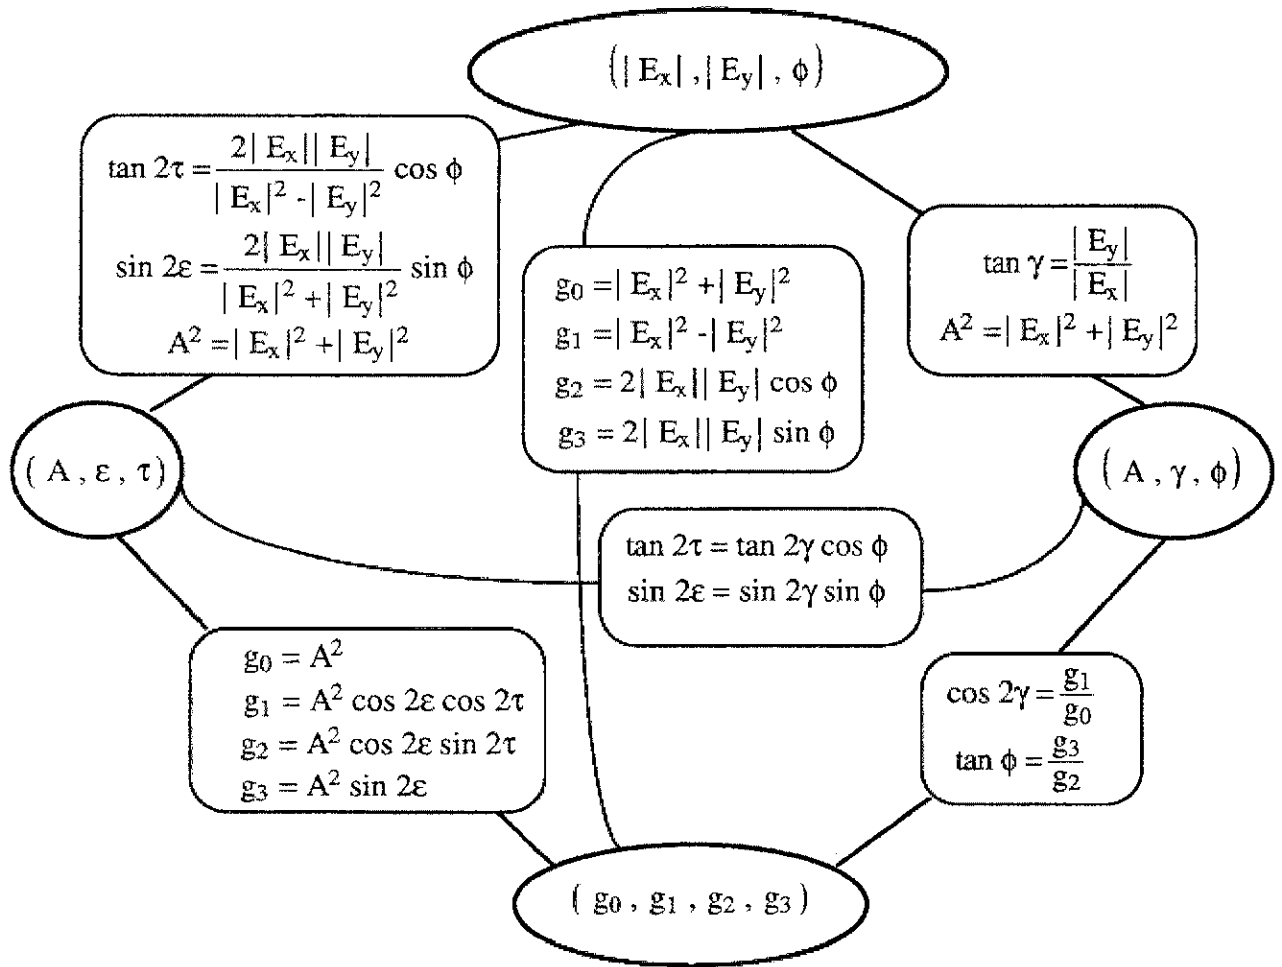 (|Ex| , |Ey| , ϕ)
tan 2τ = 2|Ex||Ey| / (|Ex|² - |Ey|²) cos ϕ
sin 2ε = 2|Ex||Ey| / (|Ex|² + |Ey|²) sin ϕ
A² = |Ex|² + |Ey|²
g₀ = |Ex|² + |Ey|²
g₁ = |Ex|² - |Ey|²
g₂ = 2|Ex||Ey| cos ϕ
g₃ = 2|Ex||Ey| sin ϕ
tan γ = |Ey| / |Ex|
A² = |Ex|² + |Ey|²
( A , ε , τ )
( A , γ , ϕ )
tan 2τ = tan 2γ cos ϕ
sin 2ε = sin 2γ sin ϕ
g₀ = A²
g₁ = A² cos 2ε cos 2τ
g₂ = A² cos 2ε sin 2τ
g₃ = A² sin 2ε
cos 2γ = g₁ / g₀
tan ϕ = g₃ / g₂
( g₀ , g₁ , g₂ , g₃ )